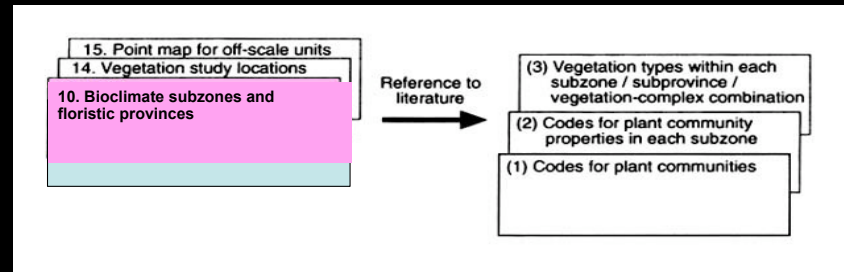 15. Point map for off-scale units
14. Vegetation study locations
10. Bioclimate subzones and
floristic provinces
Reference to
literature
(3) Vegetation types within each
subzone / subprovince /
vegetation-complex combination
(2) Codes for plant community
properties in each subzone
(1) Codes for plant communities